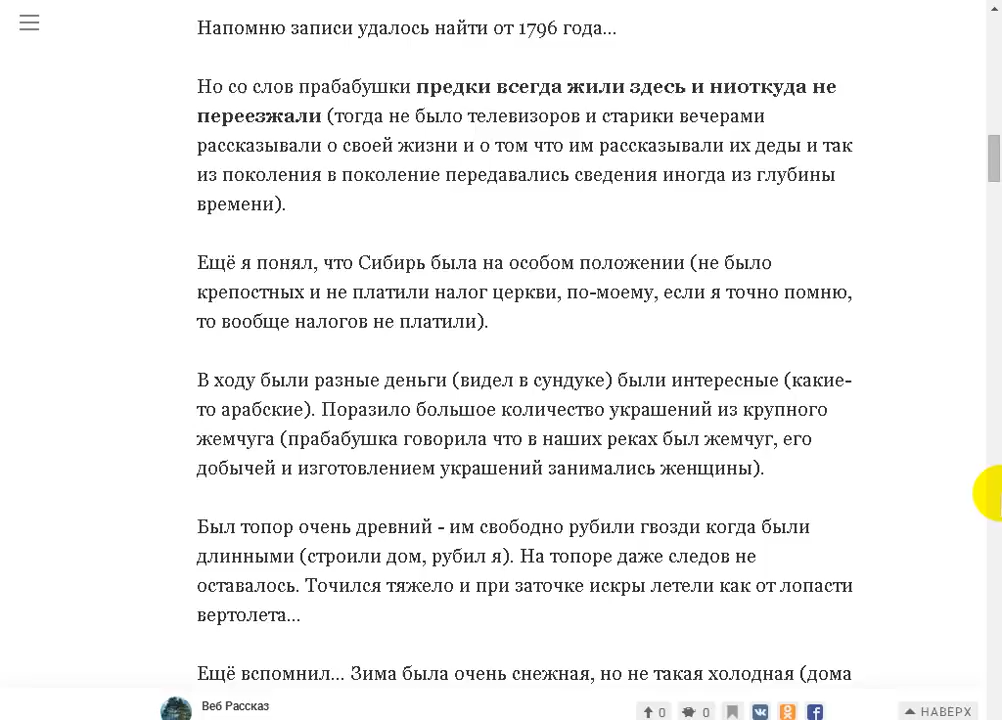 Напомню записи удалось найти от 1796 года...
Но со слов прабабушки предки всегда жили здесь и ниоткуда не
переезжали (тогда не было телевизоров и старики вечерами
рассказывали о своей жизни и о том что им рассказывали их деды и так
из поколения в поколение передавались сведения иногда из глубины
времени).
Ещё я понял, что Сибирь была на особом положении (не было
крепостных и не платили налог церкви, по-моему, если я точно помню,
то вообще налогов не платили).
В ходу были разные деньги (видел в сундуке) были интересные (какие-
то арабские). Поразило большое количество украшений из крупного
жемчуга (прабабушка говорила что в наших реках был жемчуг, его
добычей и изготовлением украшений занимались женщины).
Был топор очень древний - им свободно рубили гвозди когда были
длинными (строили дом, рубил я). На топоре даже следов не
оставалось. Точился тяжело и при заточке искры летели как от лопасти
вертолета...
Ещё вспомнил... Зима была очень снежная, но не такая холодная (дома
Веб Рассказ
0 0 НАВЕРХ